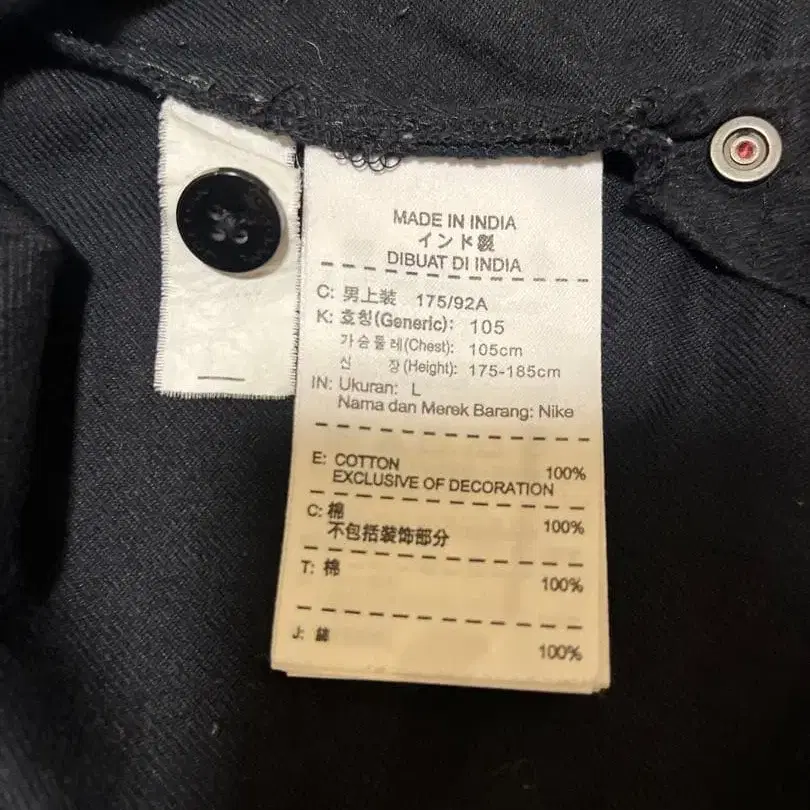 MADE IN INDIA
インド製
DIBUAT DI INDIA
C: 男上装 175/92A
K: 호칭(Generic): 105
가슴둘레(Chest): 105cm
신 장(Height): 175-185cm
IN: Ukuran: L
Nama dan Merek Barang: Nike
E: COTTON 100%
EXCLUSIVE OF DECORATION
C: 棉 100%
不包括装饰部分
T: 棉 100%
J: 綿 100%